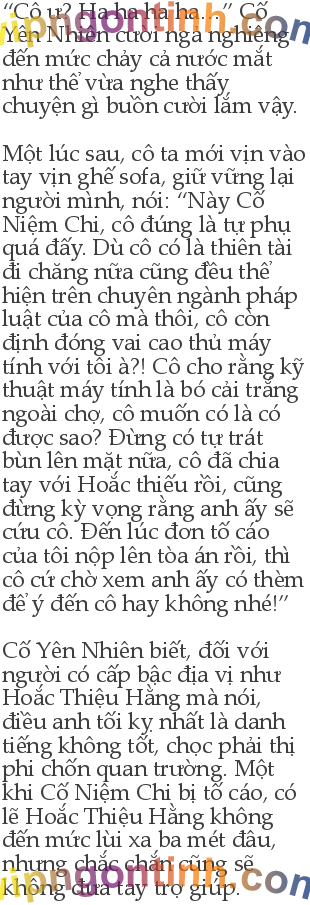 “Cô ư? Ha ha ha ha…” Cố
Yên Nhiên cười ngả nghiêng
đến mức chảy cả nước mắt
như thể vừa nghe thấy
chuyện gì buồn cười lắm vậy.
Một lúc sau, cô ta mới vịn vào
tay vịn ghế sofa, giữ vững lại
người mình, nói: “Này Cố
Niệm Chi, cô đúng là tự phụ
quá đấy. Dù cô có là thiên tài
đi chăng nữa cũng đều thể
hiện trên chuyên ngành pháp
luật của cô mà thôi, cô còn
định đóng vai cao thủ máy
tính với tôi à?! Cô cho rằng kỹ
thuật máy tính là bó cải trắng
ngoài chợ, cô muốn có là có
được sao? Đừng có tự trát
bùn lên mặt nữa, cô đã chia
tay với Hoắc thiếu rồi, cũng
đừng kỳ vọng rằng anh ấy sẽ
cứu cô. Đến lúc đơn tố cáo
của tôi nộp lên tòa án rồi, thì
cô cứ chờ xem anh ấy có thèm
để ý đến cô hay không nhé!”
Cố Yên Nhiên biết, đối với
người có cấp bậc địa vị như
Hoắc Thiệu Hằng mà nói,
điều anh tối kỵ nhất là danh
tiếng không tốt, chọc phải thị
phi chốn quan trường. Một
khi Cố Niệm Chi bị tố cáo, có
lẽ Hoắc Thiệu Hằng không
đến mức lùi xa ba mét đâu,
nhưng chắc chắn cũng sẽ
không đưa tay trợ giúp.
vipngontinh.com
vipngontinh.com